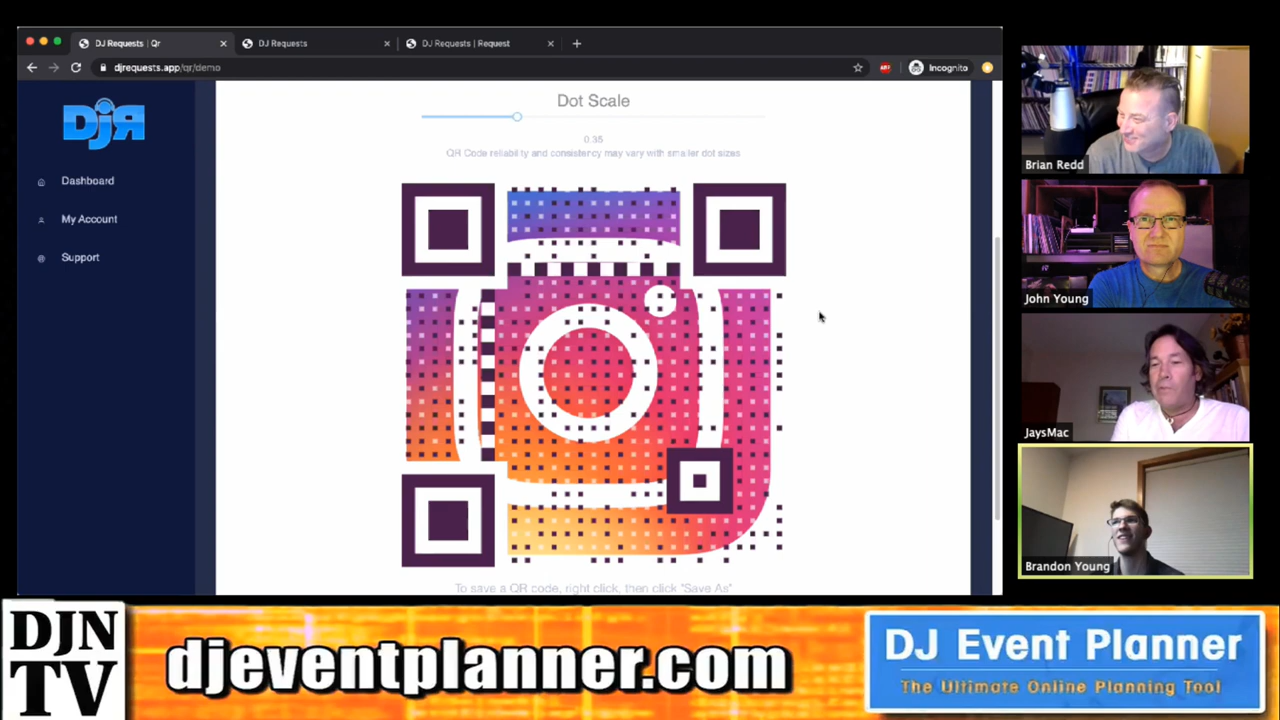 DJ Requests | Qr
DJ Requests
DJ Requests | Request
djrequests.app/qr/demo
ABP
Incognito
DJR
Dashboard
My Account
Support
Dot Scale
0.35
QR Code reliability and consistency may vary with smaller dot sizes
To save a QR code, right click, then click "Save As"
Brian Redd
John Young
JaysMac
Brandon Young
DJN
TV
djeventplanner.com
DJ Event Planner
The Ultimate Online Planning Tool